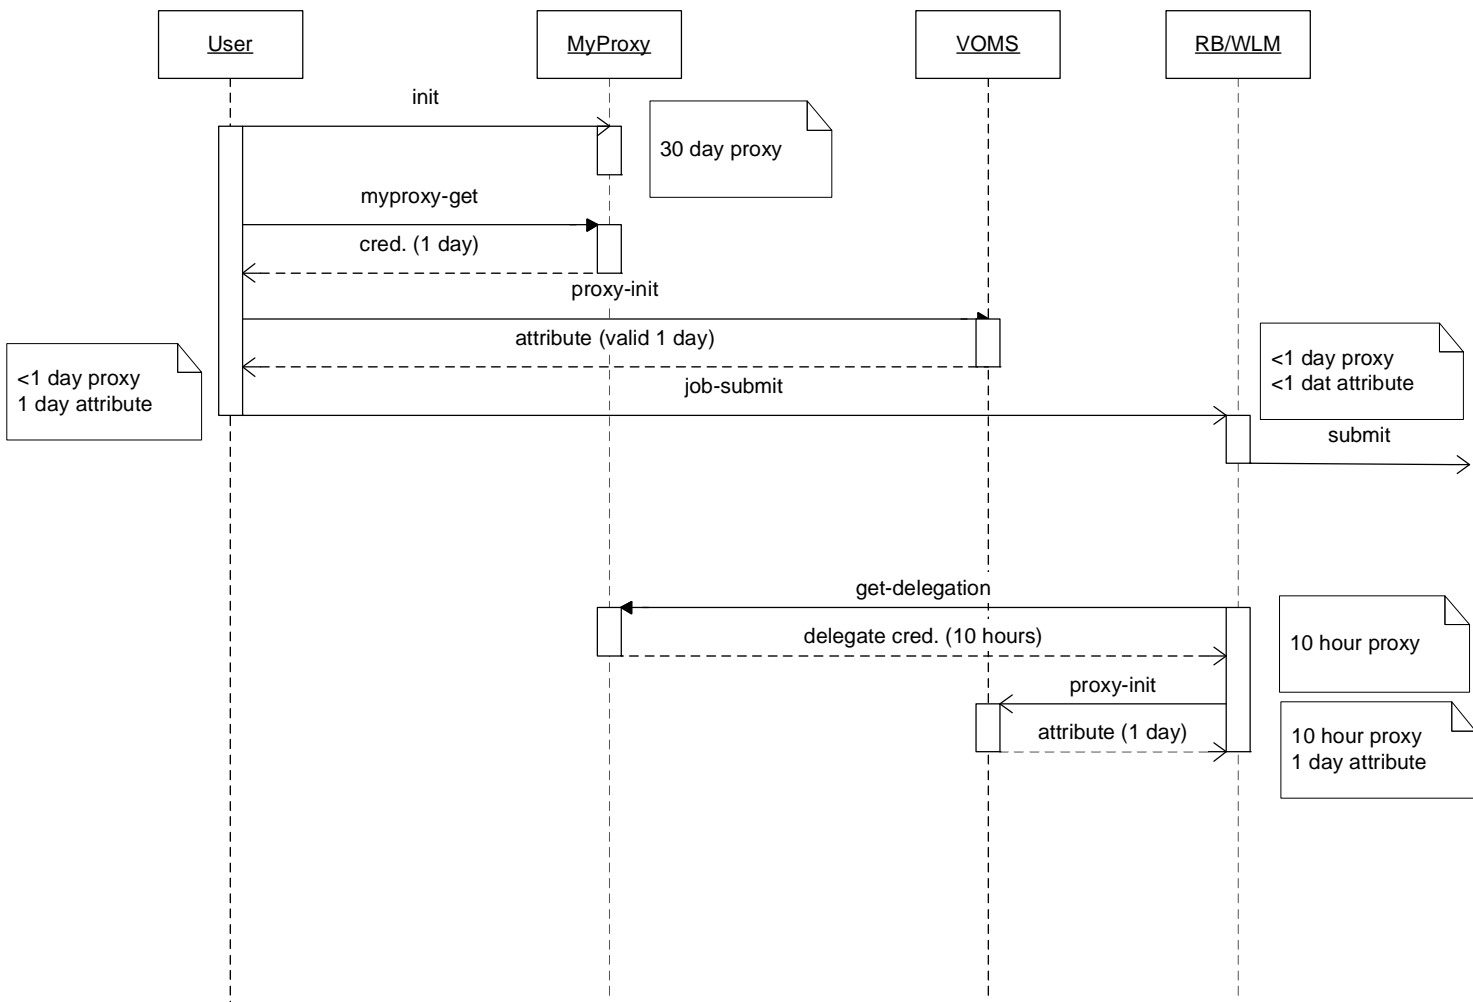 User
MyProxy
VOMS
RB/WLM
init
30 day proxy
myproxy-get
cred. (1 day)
proxy-init
attribute (valid 1 day)
<1 day proxy
1 day attribute
job-submit
<1 day proxy
<1 dat attribute
submit
get-delegation
delegate cred. (10 hours)
10 hour proxy
proxy-init
attribute (1 day)
10 hour proxy
1 day attribute